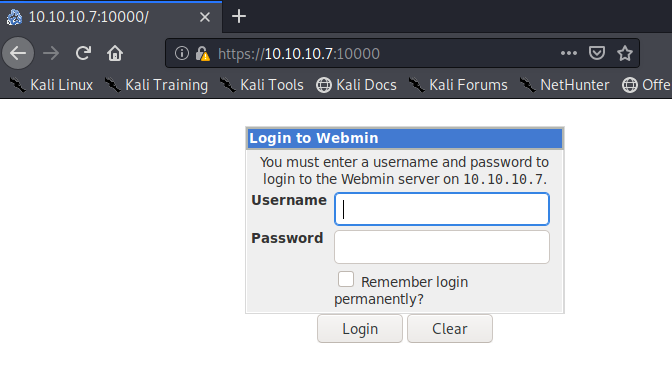 10.10.10.7:10000/
https://10.10.10.7:10000
Kali Linux Kali Training Kali Tools Kali Docs Kali Forums NetHunter Offe
Login to Webmin
You must enter a username and password to
login to the Webmin server on 10.10.10.7.
Username
Password
Remember login
permanently?
Login Clear